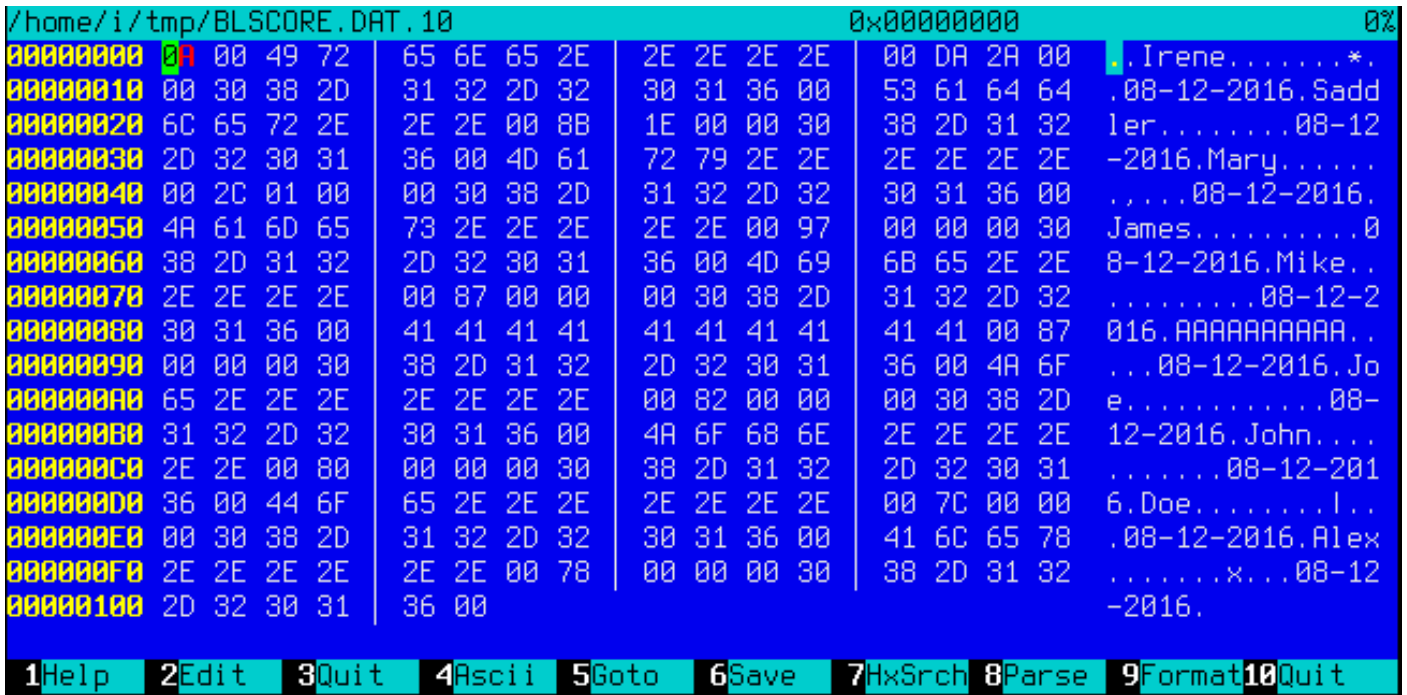 /home/i/tmp/BLSCORE.DAT.10 0x00000000 0%
00000000 0A 00 49 72 65 6E 65 2E 2E 2E 2E 2E 00 DA 2A 00 ..Irene.......*.
00000010 00 30 38 2D 31 32 2D 32 30 31 36 00 53 61 64 64 .08-12-2016.Sadd
00000020 6C 65 72 2E 2E 2E 00 8B 1E 00 00 30 38 2D 31 32 ler........08-12
00000030 2D 32 30 31 36 00 4D 61 72 79 2E 2E 2E 2E 2E 2E -2016.Mary......
00000040 00 2C 01 00 00 30 38 2D 31 32 2D 32 30 31 36 00 .,...08-12-2016.
00000050 4A 61 6D 65 73 2E 2E 2E 2E 2E 00 97 00 00 00 30 James..........0
00000060 38 2D 31 32 2D 32 30 31 36 00 4D 69 6B 65 2E 2E 8-12-2016.Mike..
00000070 2E 2E 2E 2E 00 87 00 00 00 30 38 2D 31 32 2D 32 .........08-12-2
00000080 30 31 36 00 41 41 41 41 41 41 41 41 41 41 00 87 016.AAAAAAAAAA..
00000090 00 00 00 30 38 2D 31 32 2D 32 30 31 36 00 4A 6F ...08-12-2016.Jo
000000A0 65 2E 2E 2E 2E 2E 2E 2E 00 82 00 00 00 30 38 2D e............08-
000000B0 31 32 2D 32 30 31 36 00 4A 6F 68 6E 2E 2E 2E 2E 12-2016.John....
000000C0 2E 2E 00 80 00 00 00 30 38 2D 31 32 2D 32 30 31 .......08-12-201
000000D0 36 00 44 6F 65 2E 2E 2E 2E 2E 2E 2E 00 7C 00 00 6.Doe........|..
000000E0 00 30 38 2D 31 32 2D 32 30 31 36 00 41 6C 65 78 .08-12-2016.Alex
000000F0 2E 2E 2E 2E 2E 2E 00 78 00 00 00 30 38 2D 31 32 .......x...08-12
00000100 2D 32 30 31 36 00 -2016.
1Help 2Edit 3Quit 4Ascii 5Goto 6Save 7HxSrch 8Parse 9Format 10Quit